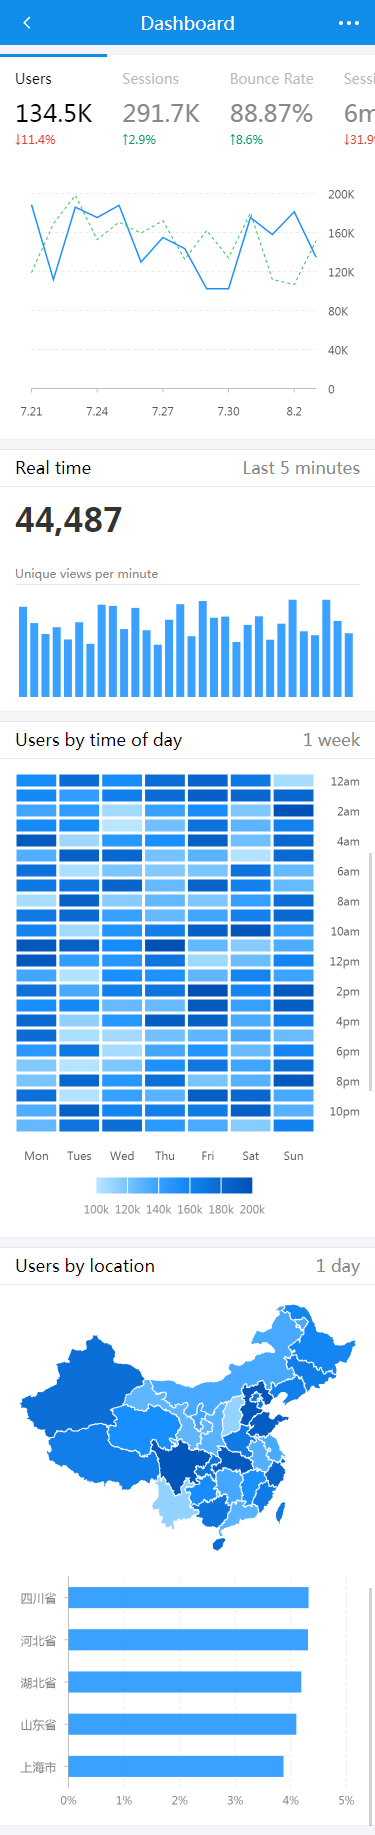 Dashboard
Users Sessions Bounce Rate Sessi
134.5K 291.7K 88.87% 6m
↓11.4% ↑2.9% ↑8.6% ↓31.9
200K
160K
120K
80K
40K
0
7.21 7.24 7.27 7.30 8.2
Real time Last 5 minutes
44,487
Unique views per minute
Users by time of day 1 week
12am
2am
4am
6am
8am
10am
12pm
2pm
4pm
6pm
8pm
10pm
Mon Tues Wed Thu Fri Sat Sun
100k 120k 140k 160k 180k 200k
Users by location 1 day
四川省
河北省
湖北省
山东省
上海市
0% 1% 2% 3% 4% 5%